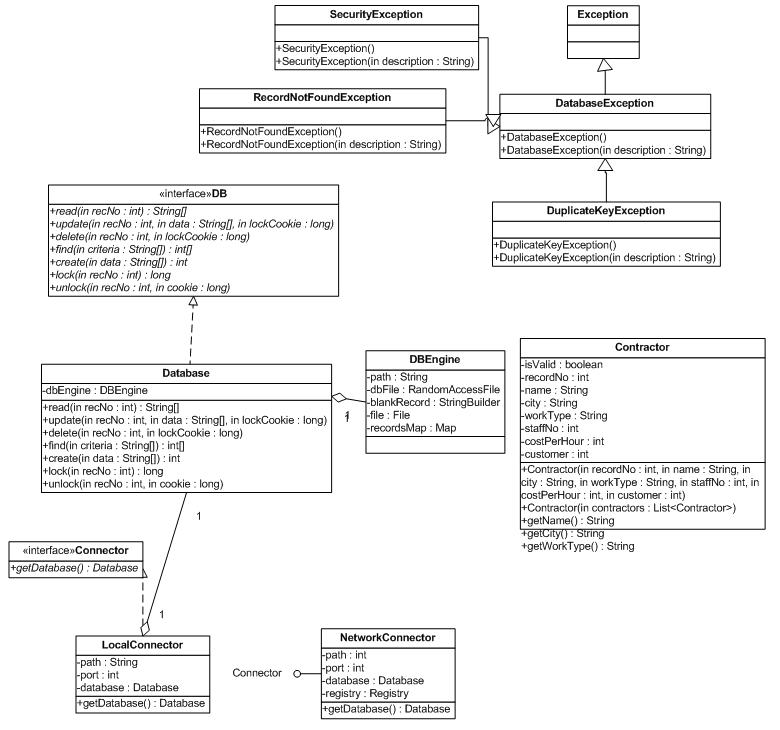 SecurityException
+SecurityException()
+SecurityException(in description : String)
Exception
RecordNotFoundException
+RecordNotFoundException()
+RecordNotFoundException(in description : String)
DatabaseException
+DatabaseException()
+DatabaseException(in description : String)
DuplicateKeyException
+DuplicateKeyException()
+DuplicateKeyException(in description : String)
«interface»DB
+read(in recNo : int) : String[]
+update(in recNo : int, in data : String[], in lockCookie : long)
+delete(in recNo : int, in lockCookie : long)
+find(in criteria : String[]) : int[]
+create(in data : String[]) : int
+lock(in recNo : int) : long
+unlock(in recNo : int, in cookie : long)
Database
-dbEngine : DBEngine
+read(in recNo : int) : String[]
+update(in recNo : int, in data : String[], in lockCookie : long)
+delete(in recNo : int, in lockCookie : long)
+find(in criteria : String[]) : int[]
+create(in data : String[]) : int
+lock(in recNo : int) : long
+unlock(in recNo : int, in cookie : long)
DBEngine
-path : String
-dbFile : RandomAccessFile
-blankRecord : StringBuilder
-file : File
-recordsMap : Map
Contractor
-isValid : boolean
-recordNo : int
-name : String
-city : String
-workType : String
-staffNo : int
-costPerHour : int
-customer : int
+Contractor(in recordNo : int, in name : String, in
city : String, in workType : String, in staffNo : int, in
costPerHour : int, in customer : int)
+Contractor(in contractors : List<Contractor>)
+getName() : String
+getCity() : String
+getWorkType() : String
1
«interface»Connector
+getDatabase() : Database
1
LocalConnector
-path : String
-port : int
-database : Database
+getDatabase() : Database
Connector
NetworkConnector
-path : int
-port : int
-database : Database
-registry : Registry
+getDatabase() : Database